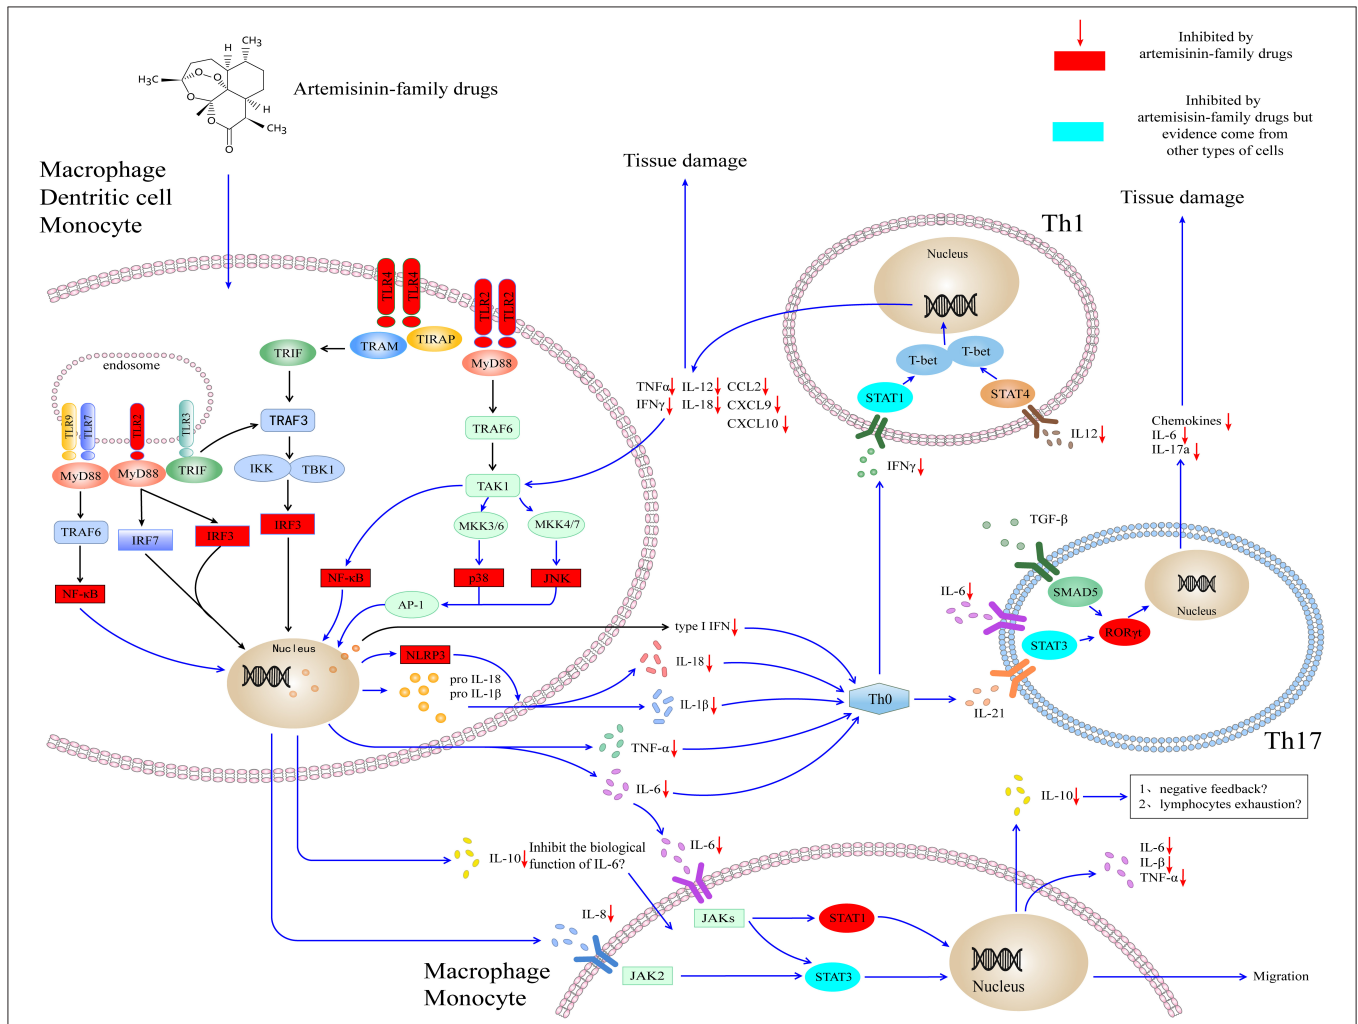 H
CH3
H3C
O
O
O
H
O
CH3
O
Artemisinin-family drugs
Inhibited by
artemisinin-family drugs
Inhibited by
artemisisin-family drugs but
evidence come from
other types of cells
Macrophage
Dentritic cell
Monocyte
Tissue damage
Tissue damage
Th1
Nucleus
T-bet
T-bet
STAT1
STAT4
IL12
IFNγ
TLR4
TLR4
TLR2
TLR2
TRIF
TRAM
TIRAP
MyD88
endosome
TLR9
TLR7
TLR2
TLR3
MyD88
MyD88
TRIF
TRAF3
TRAF6
IKK
TBK1
TAK1
TRAF6
IRF7
IRF3
IRF3
MKK3/6
MKK4/7
NF-κB
NF-κB
p38
JNK
AP-1
TNFα
IL-12
CCL2
IFNγ
IL-18
CXCL9
CXCL10
Chemokines
IL-6
IL-17a
TGF-β
IL-6
SMAD5
STAT3
RORγt
Nucleus
IL-21
Th17
Nucleus
NLRP3
pro IL-18
pro IL-1β
type I IFN
IL-18
IL-1β
TNF-α
IL-6
Th0
IL-10
1、 negative feedback?
2、 lymphocytes exhaustion?
IL-10
Inhibit the biological
function of IL-6?
IL-6
IL-6
IL-β
TNF-α
IL-8
JAKs
STAT1
JAK2
STAT3
Nucleus
Migration
Macrophage
Monocyte